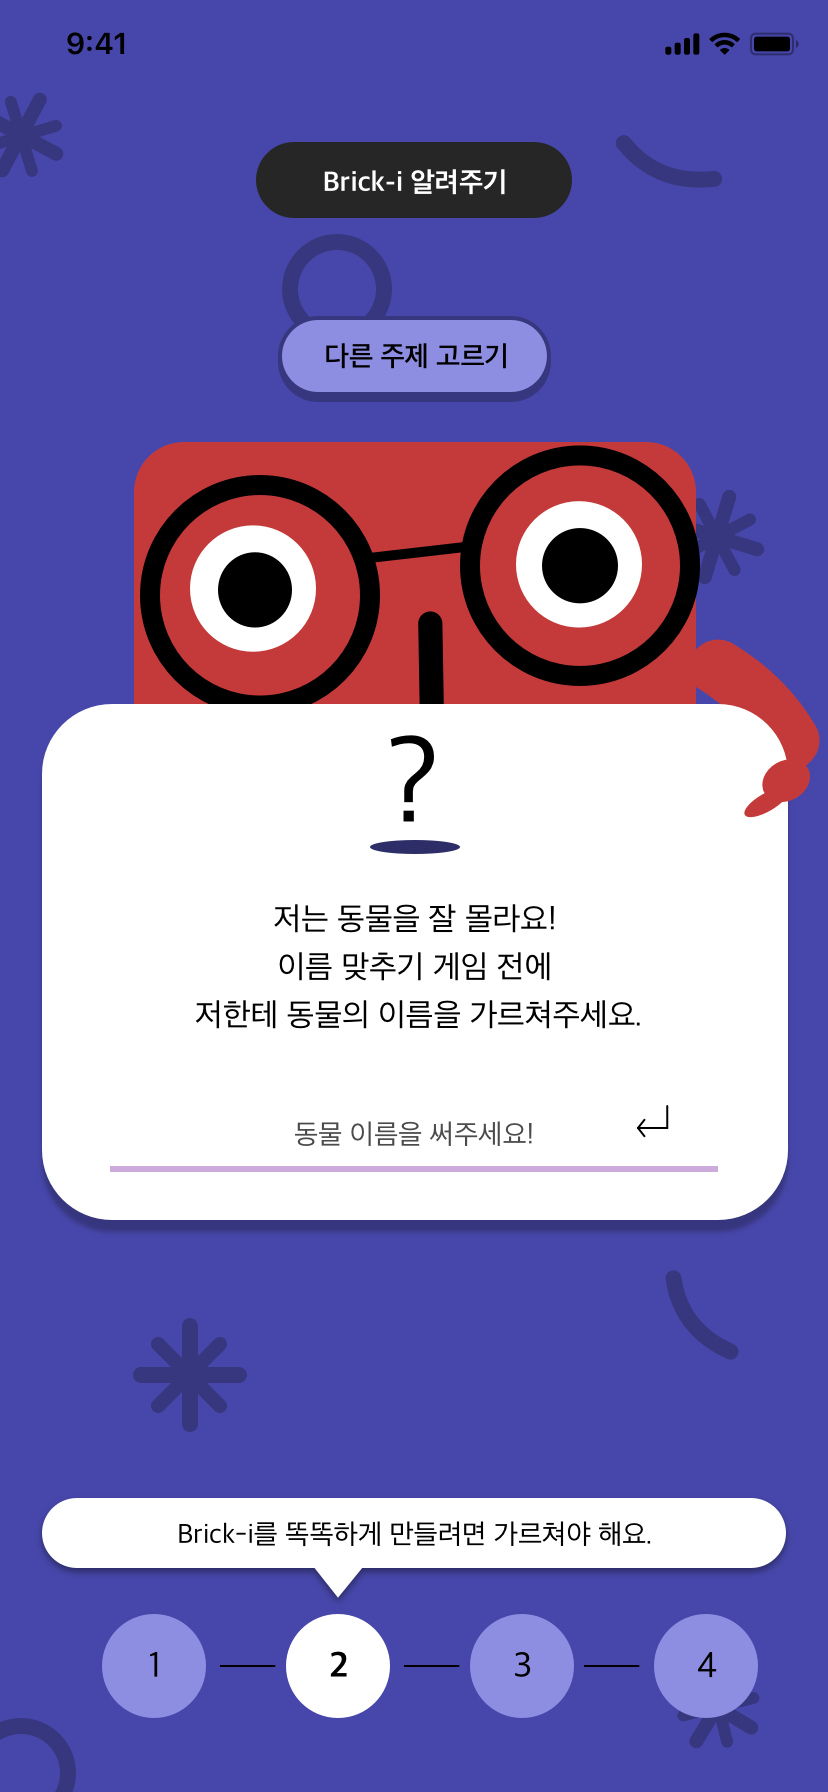 9:41
Brick-i 알려주기
다른 주제 고르기
?
저는 동물을 잘 몰라요!
이름 맞추기 게임 전에
저한테 동물의 이름을 가르쳐주세요.
동물 이름을 써주세요!
Brick-i를 똑똑하게 만들려면 가르쳐야 해요.
1 2 3 4